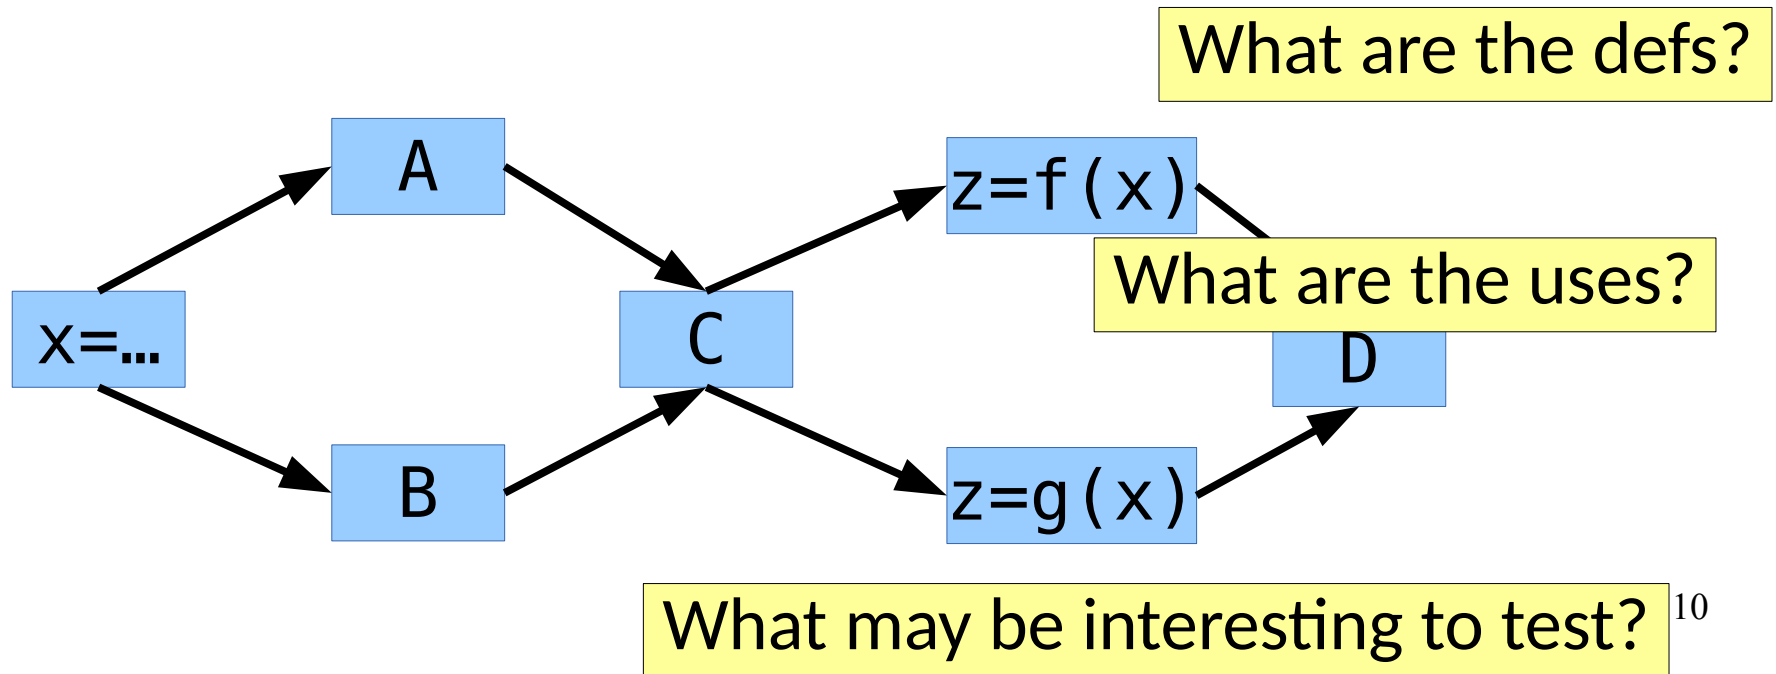 What are the defs?
A
z=f(x)
What are the uses?
x=…
C
D
B
z=g(x)
What may be interesting to test?
10